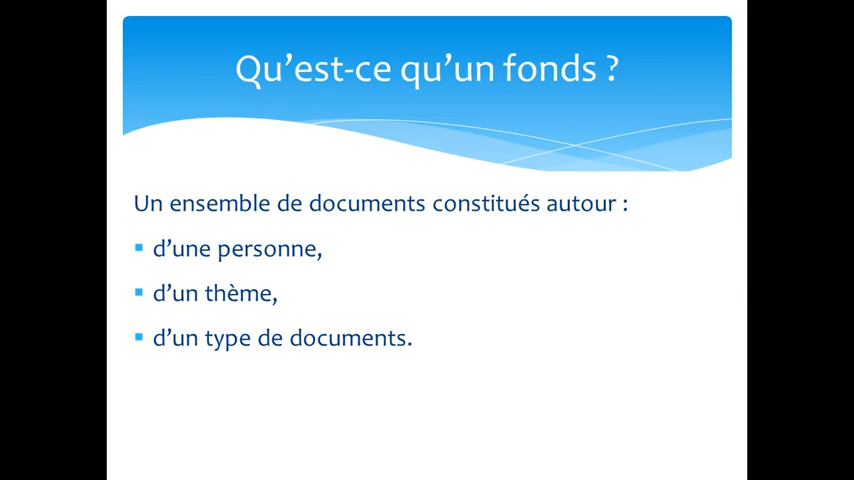 Qu’est-ce qu’un fonds ?
Un ensemble de documents constitués autour :
▪ d’une personne,
▪ d’un thème,
▪ d’un type de documents.